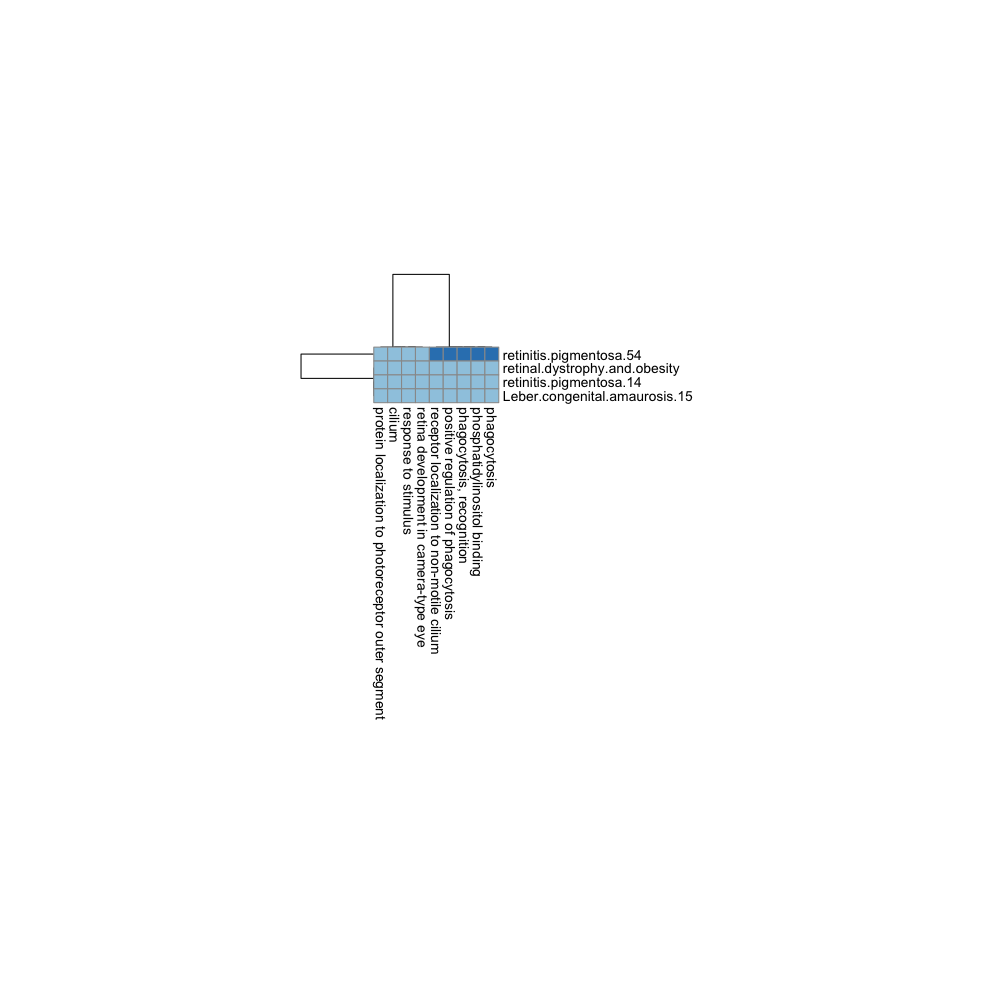 retinitis.pigmentosa.54
retinal.dystrophy.and.obesity
retinitis.pigmentosa.14
Leber.congenital.amaurosis.15
protein localization to photoreceptor outer segment
cilium
response to stimulus
retina development in camera-type eye
receptor localization to non-motile cilium
positive regulation of phagocytosis
phagocytosis, recognition
phosphatidylinositol binding
phagocytosis